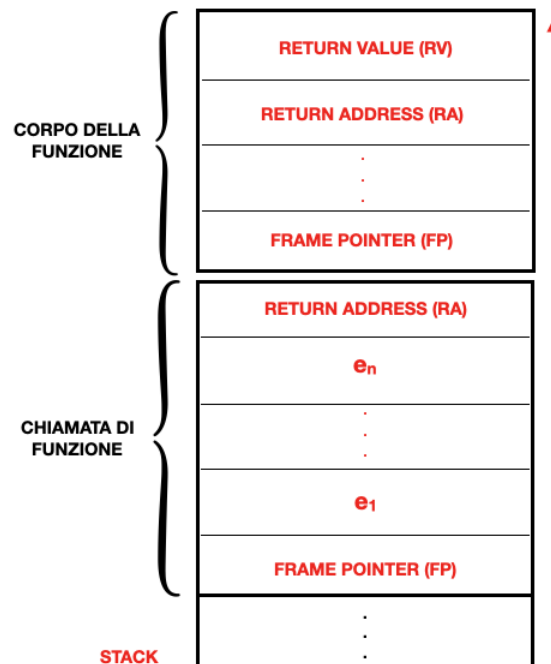 RETURN VALUE (RV)
RETURN ADDRESS (RA)
CORPO DELLA
FUNZIONE
.
.
.
FRAME POINTER (FP)
RETURN ADDRESS (RA)
en
.
.
.
CHIAMATA DI
FUNZIONE
e1
FRAME POINTER (FP)
.
.
.
STACK